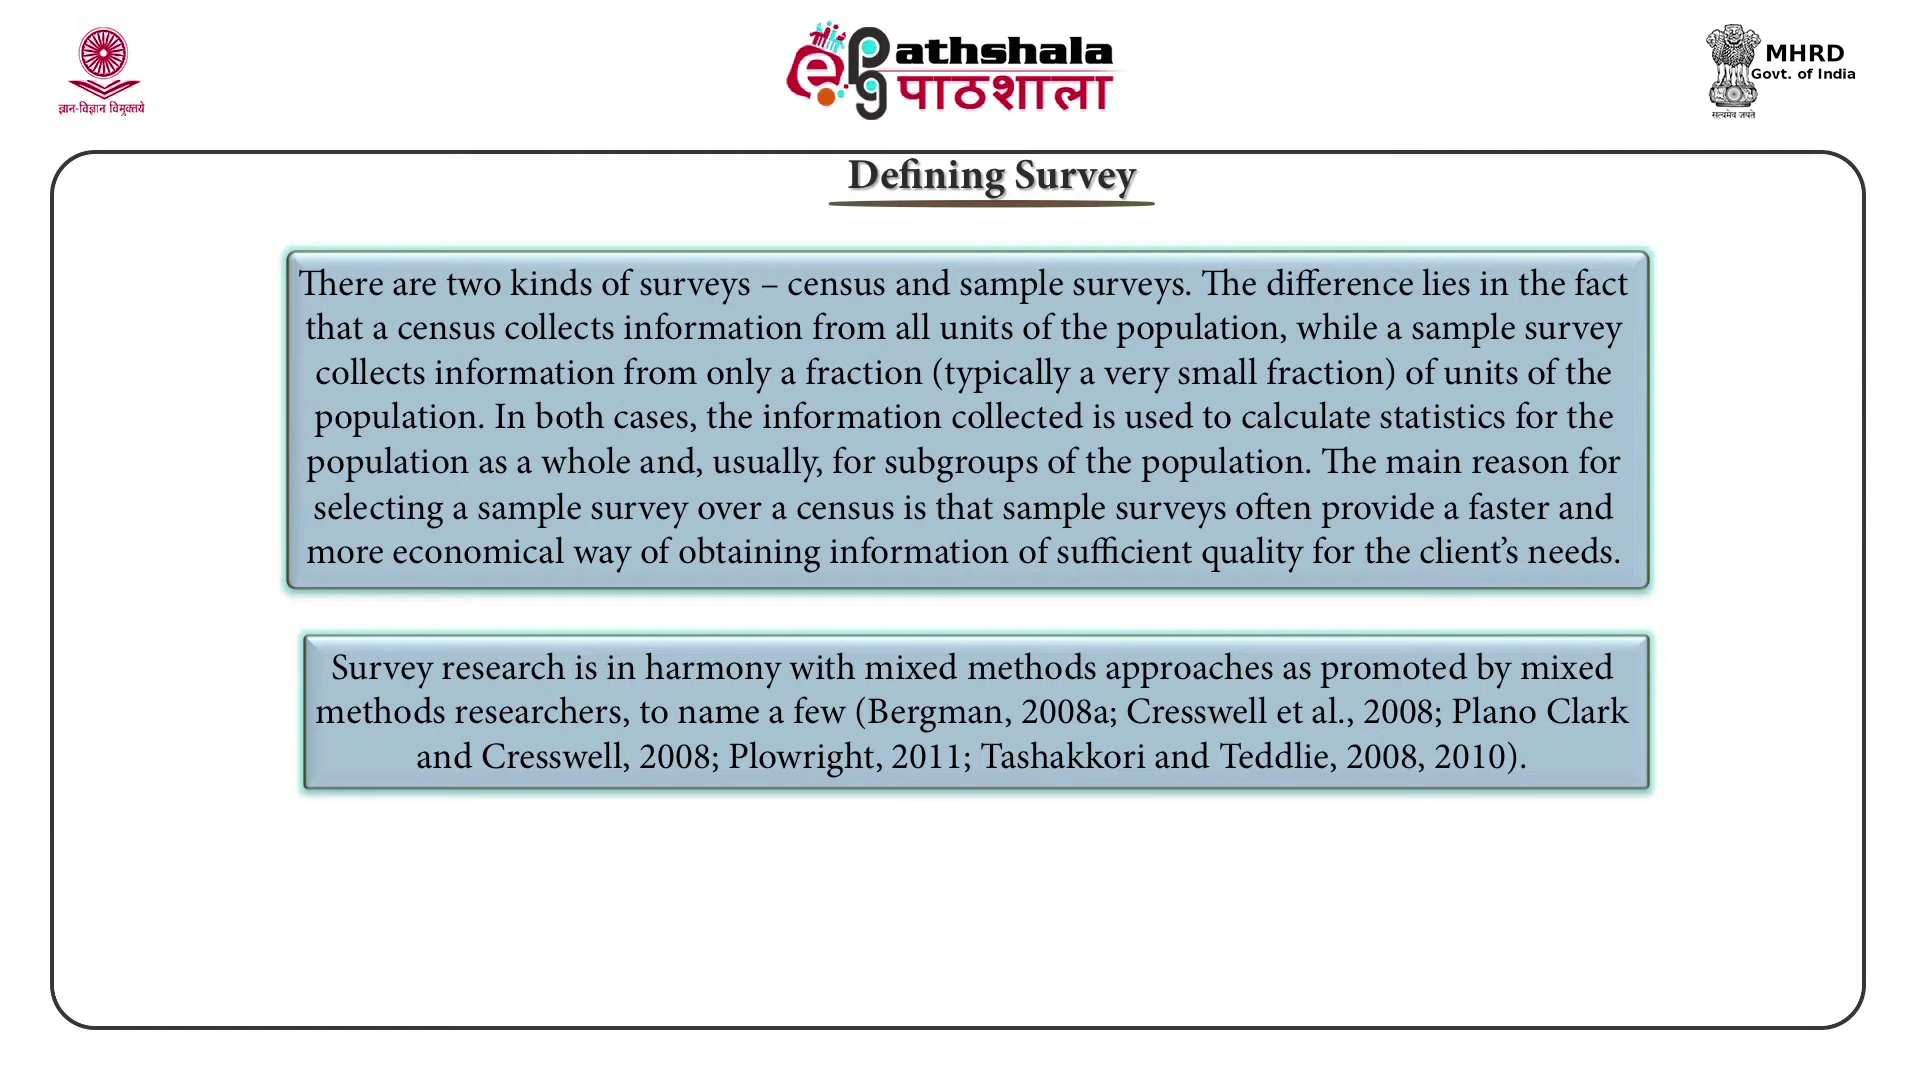 ज्ञान-विज्ञान विमुक्तये
e PG Pathshala
पाठशाला
MHRD
Govt. of India
सत्यमेव जयते
Defining Survey
There are two kinds of surveys – census and sample surveys. The difference lies in the fact
that a census collects information from all units of the population, while a sample survey
collects information from only a fraction (typically a very small fraction) of units of the
population. In both cases, the information collected is used to calculate statistics for the
population as a whole and, usually, for subgroups of the population. The main reason for
selecting a sample survey over a census is that sample surveys often provide a faster and
more economical way of obtaining information of sufficient quality for the client’s needs.
Survey research is in harmony with mixed methods approaches as promoted by mixed
methods researchers, to name a few (Bergman, 2008a; Cresswell et al., 2008; Plano Clark
and Cresswell, 2008; Plowright, 2011; Tashakkori and Teddlie, 2008, 2010).